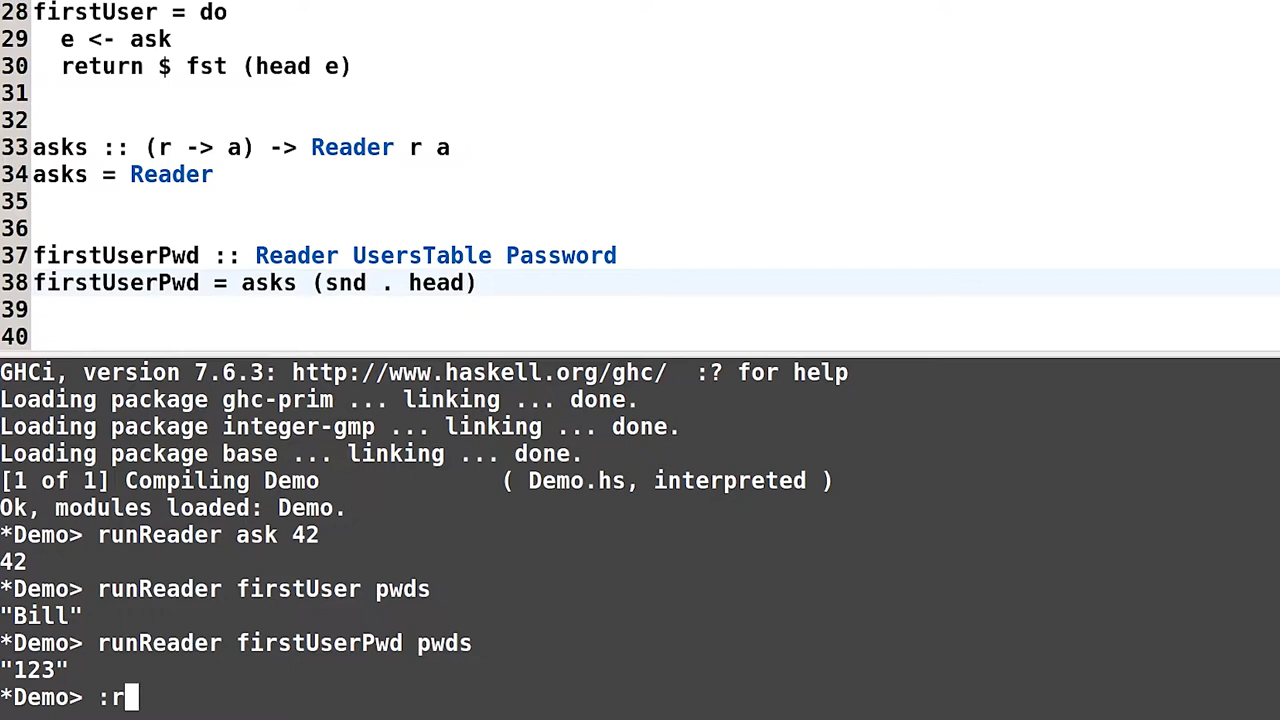 28 firstUser = do
29   e <- ask
30   return $ fst (head e)
31
32
33 asks :: (r -> a) -> Reader r a
34 asks = Reader
35
36
37 firstUserPwd :: Reader UsersTable Password
38 firstUserPwd = asks (snd . head)
39
40
GHCi, version 7.6.3: http://www.haskell.org/ghc/  :? for help
Loading package ghc-prim ... linking ... done.
Loading package integer-gmp ... linking ... done.
Loading package base ... linking ... done.
[1 of 1] Compiling Demo             ( Demo.hs, interpreted )
Ok, modules loaded: Demo.
*Demo> runReader ask 42
42
*Demo> runReader firstUser pwds
"Bill"
*Demo> runReader firstUserPwd pwds
"123"
*Demo> :r